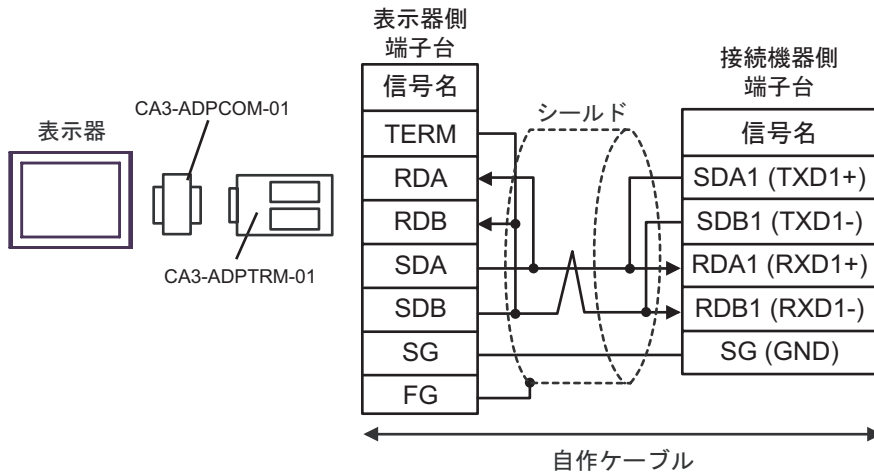 表示器側
端子台
接続機器側
端子台
信号名
CA3-ADPCOM-01
シールド
表示器
TERM
信号名
RDA
SDA1 (TXD1+)
RDB
SDB1 (TXD1-)
SDA
RDA1 (RXD1+)
CA3-ADPTRM-01
SDB
RDB1 (RXD1-)
SG
SG (GND)
FG
自作ケーブル